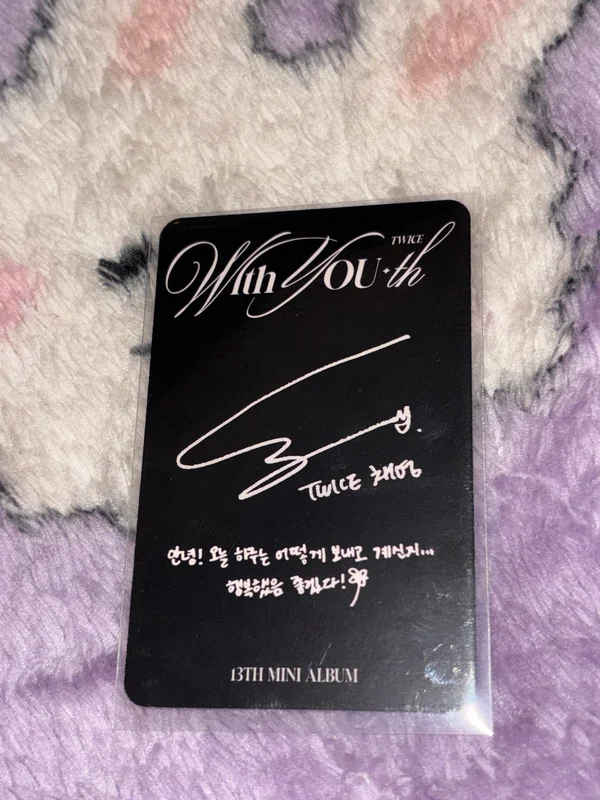 TWICE
With YOU-th
TWICE 채영
안녕! 오늘 하루는 어떻게 보내고 계신지...
행복했음 좋겠다!
13TH MINI ALBUM